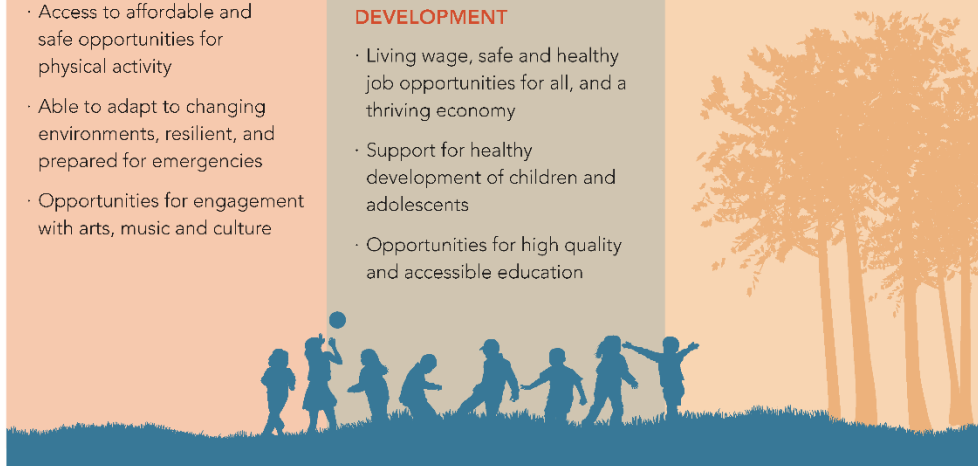 · Access to affordable and
safe opportunities for
physical activity
· Able to adapt to changing
environments, resilient, and
prepared for emergencies
· Opportunities for engagement
with arts, music and culture
DEVELOPMENT
· Living wage, safe and healthy
job opportunities for all, and a
thriving economy
· Support for healthy
development of children and
adolescents
· Opportunities for high quality
and accessible education